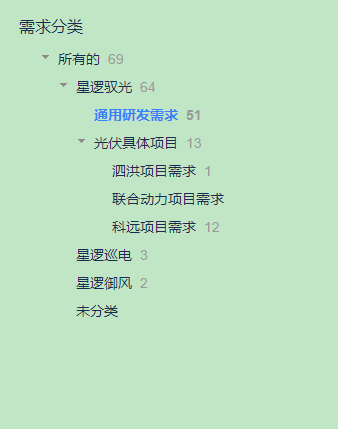 需求分类
所有的 69
星逻驭光 64
通用研发需求 51
光伏具体项目 13
泗洪项目需求 1
联合动力项目需求
科远项目需求 12
星逻巡电 3
星逻御风 2
未分类